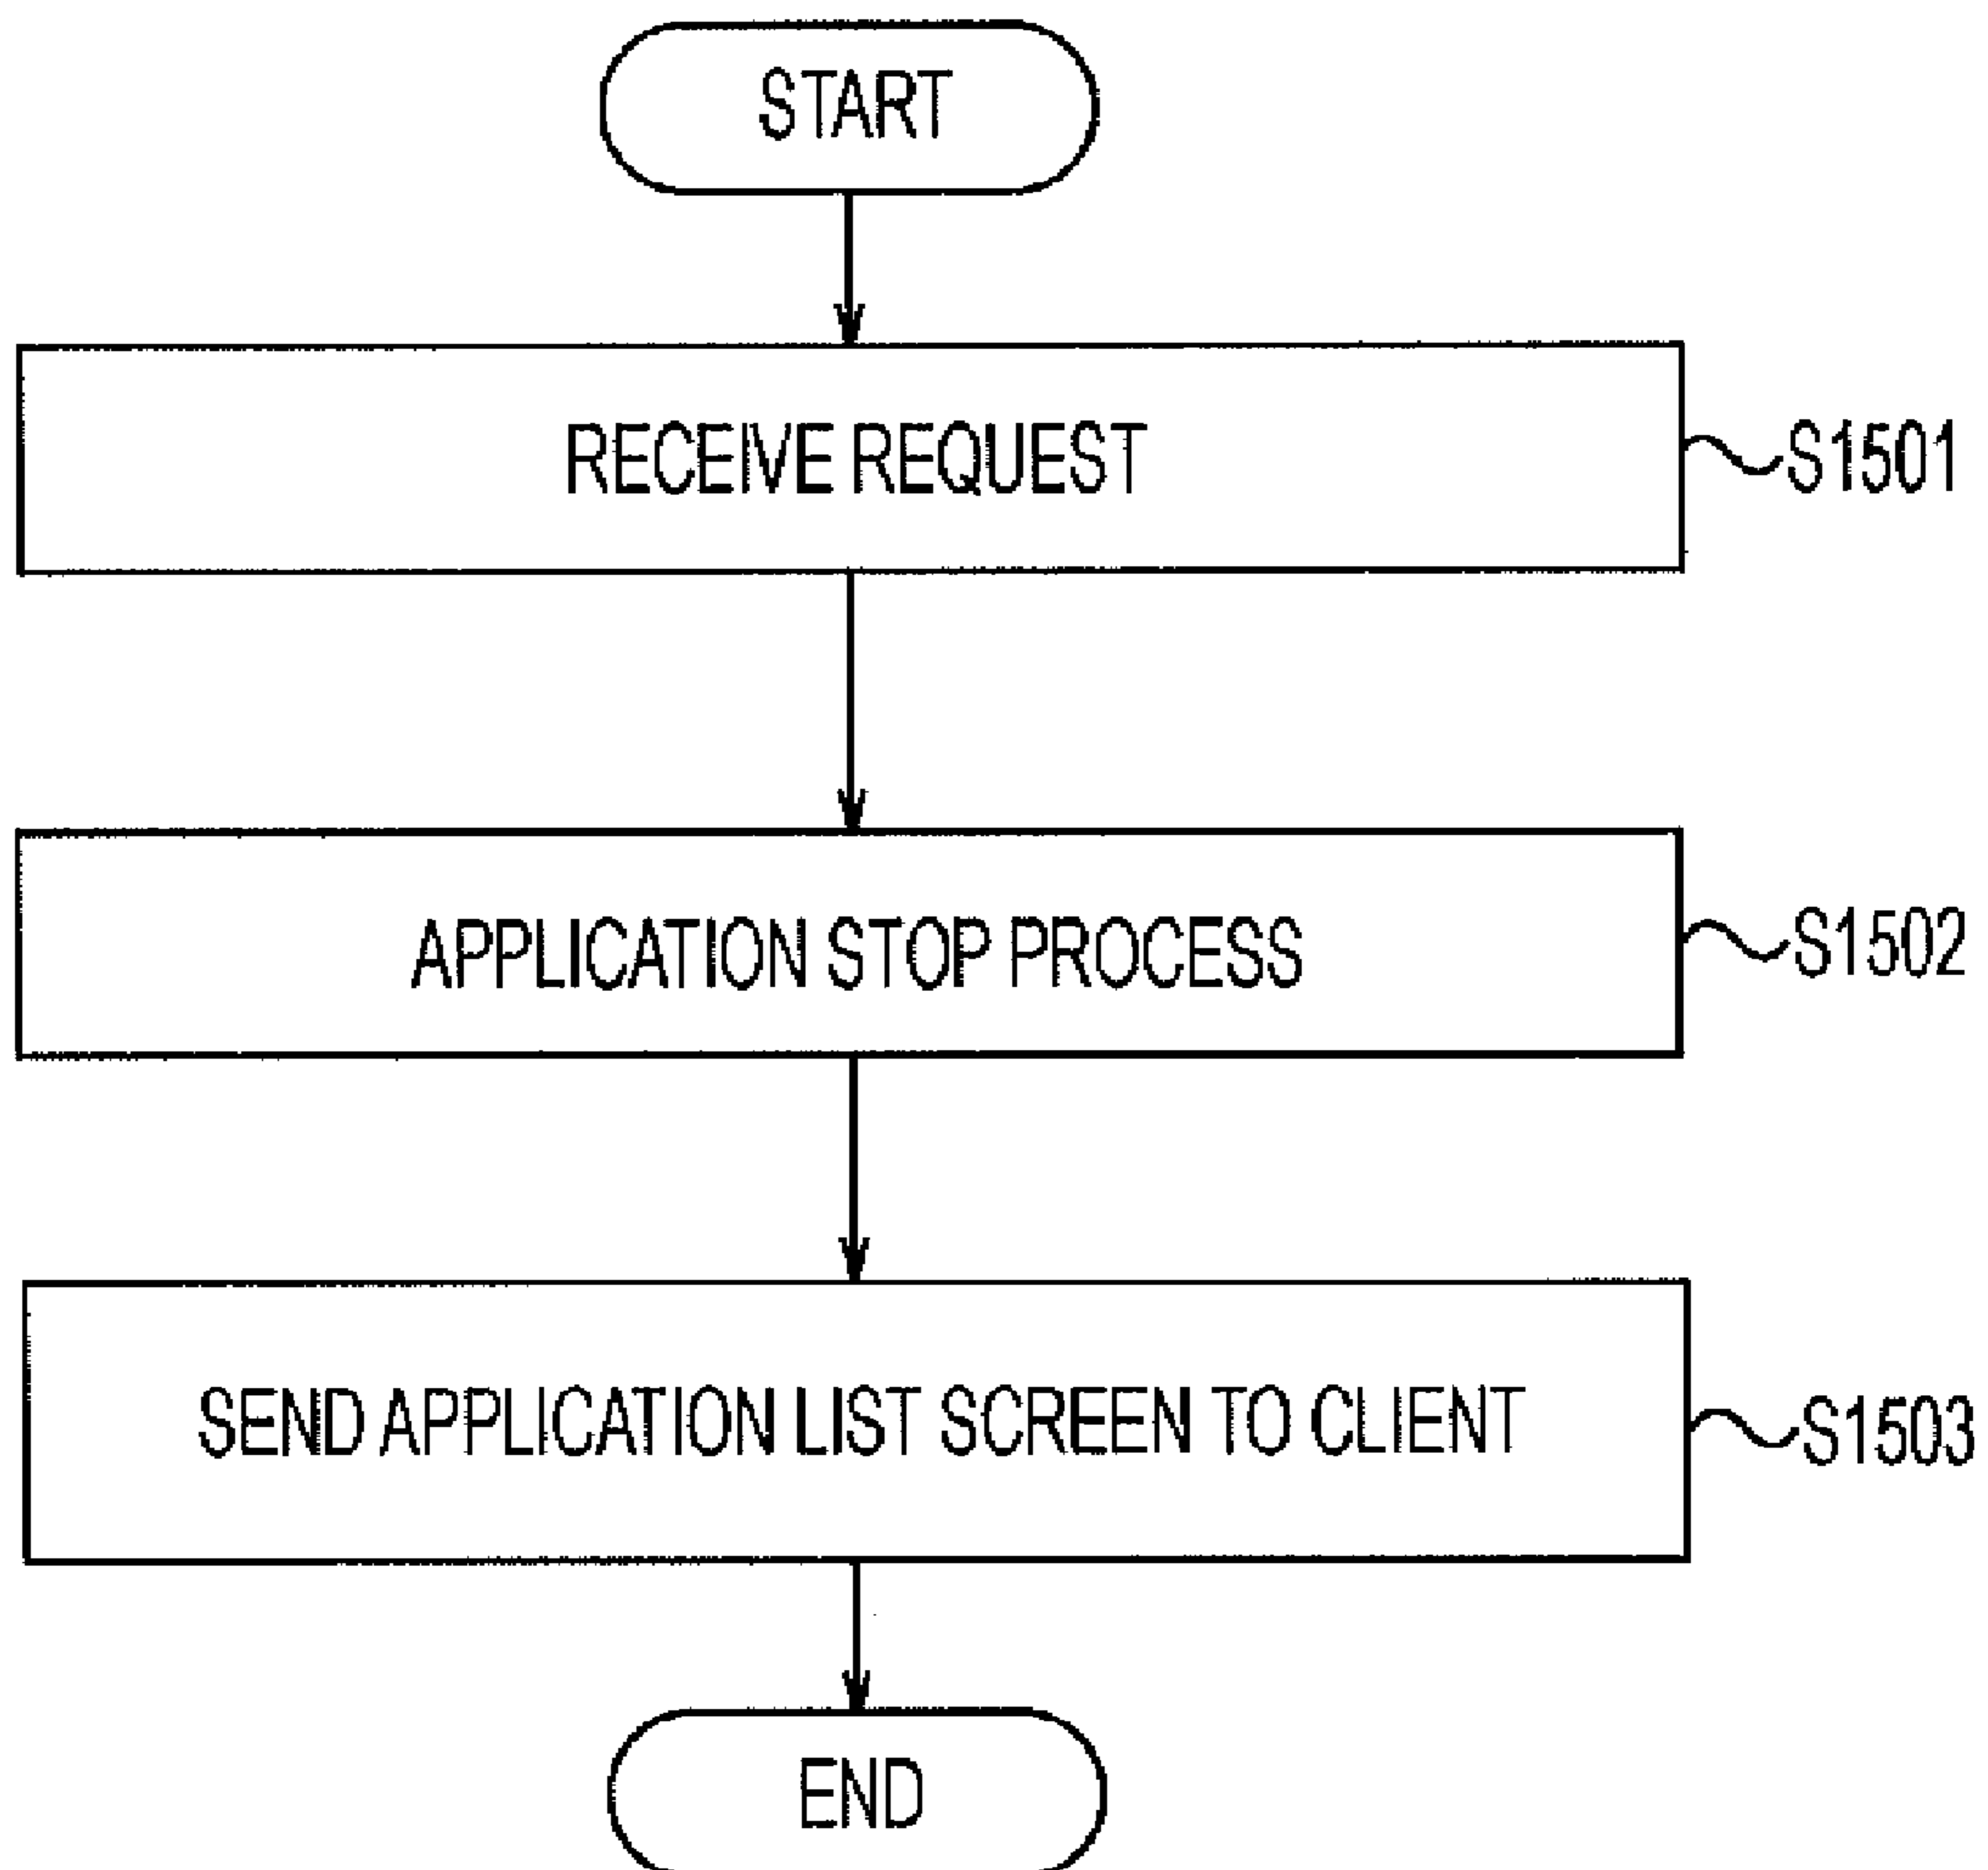 START
RECEIVE REQUEST
S1501
APPLICATION STOP PROCESS
S1502
SEND APPLICATION LIST SCREEN TO CLIENT
S1503
END